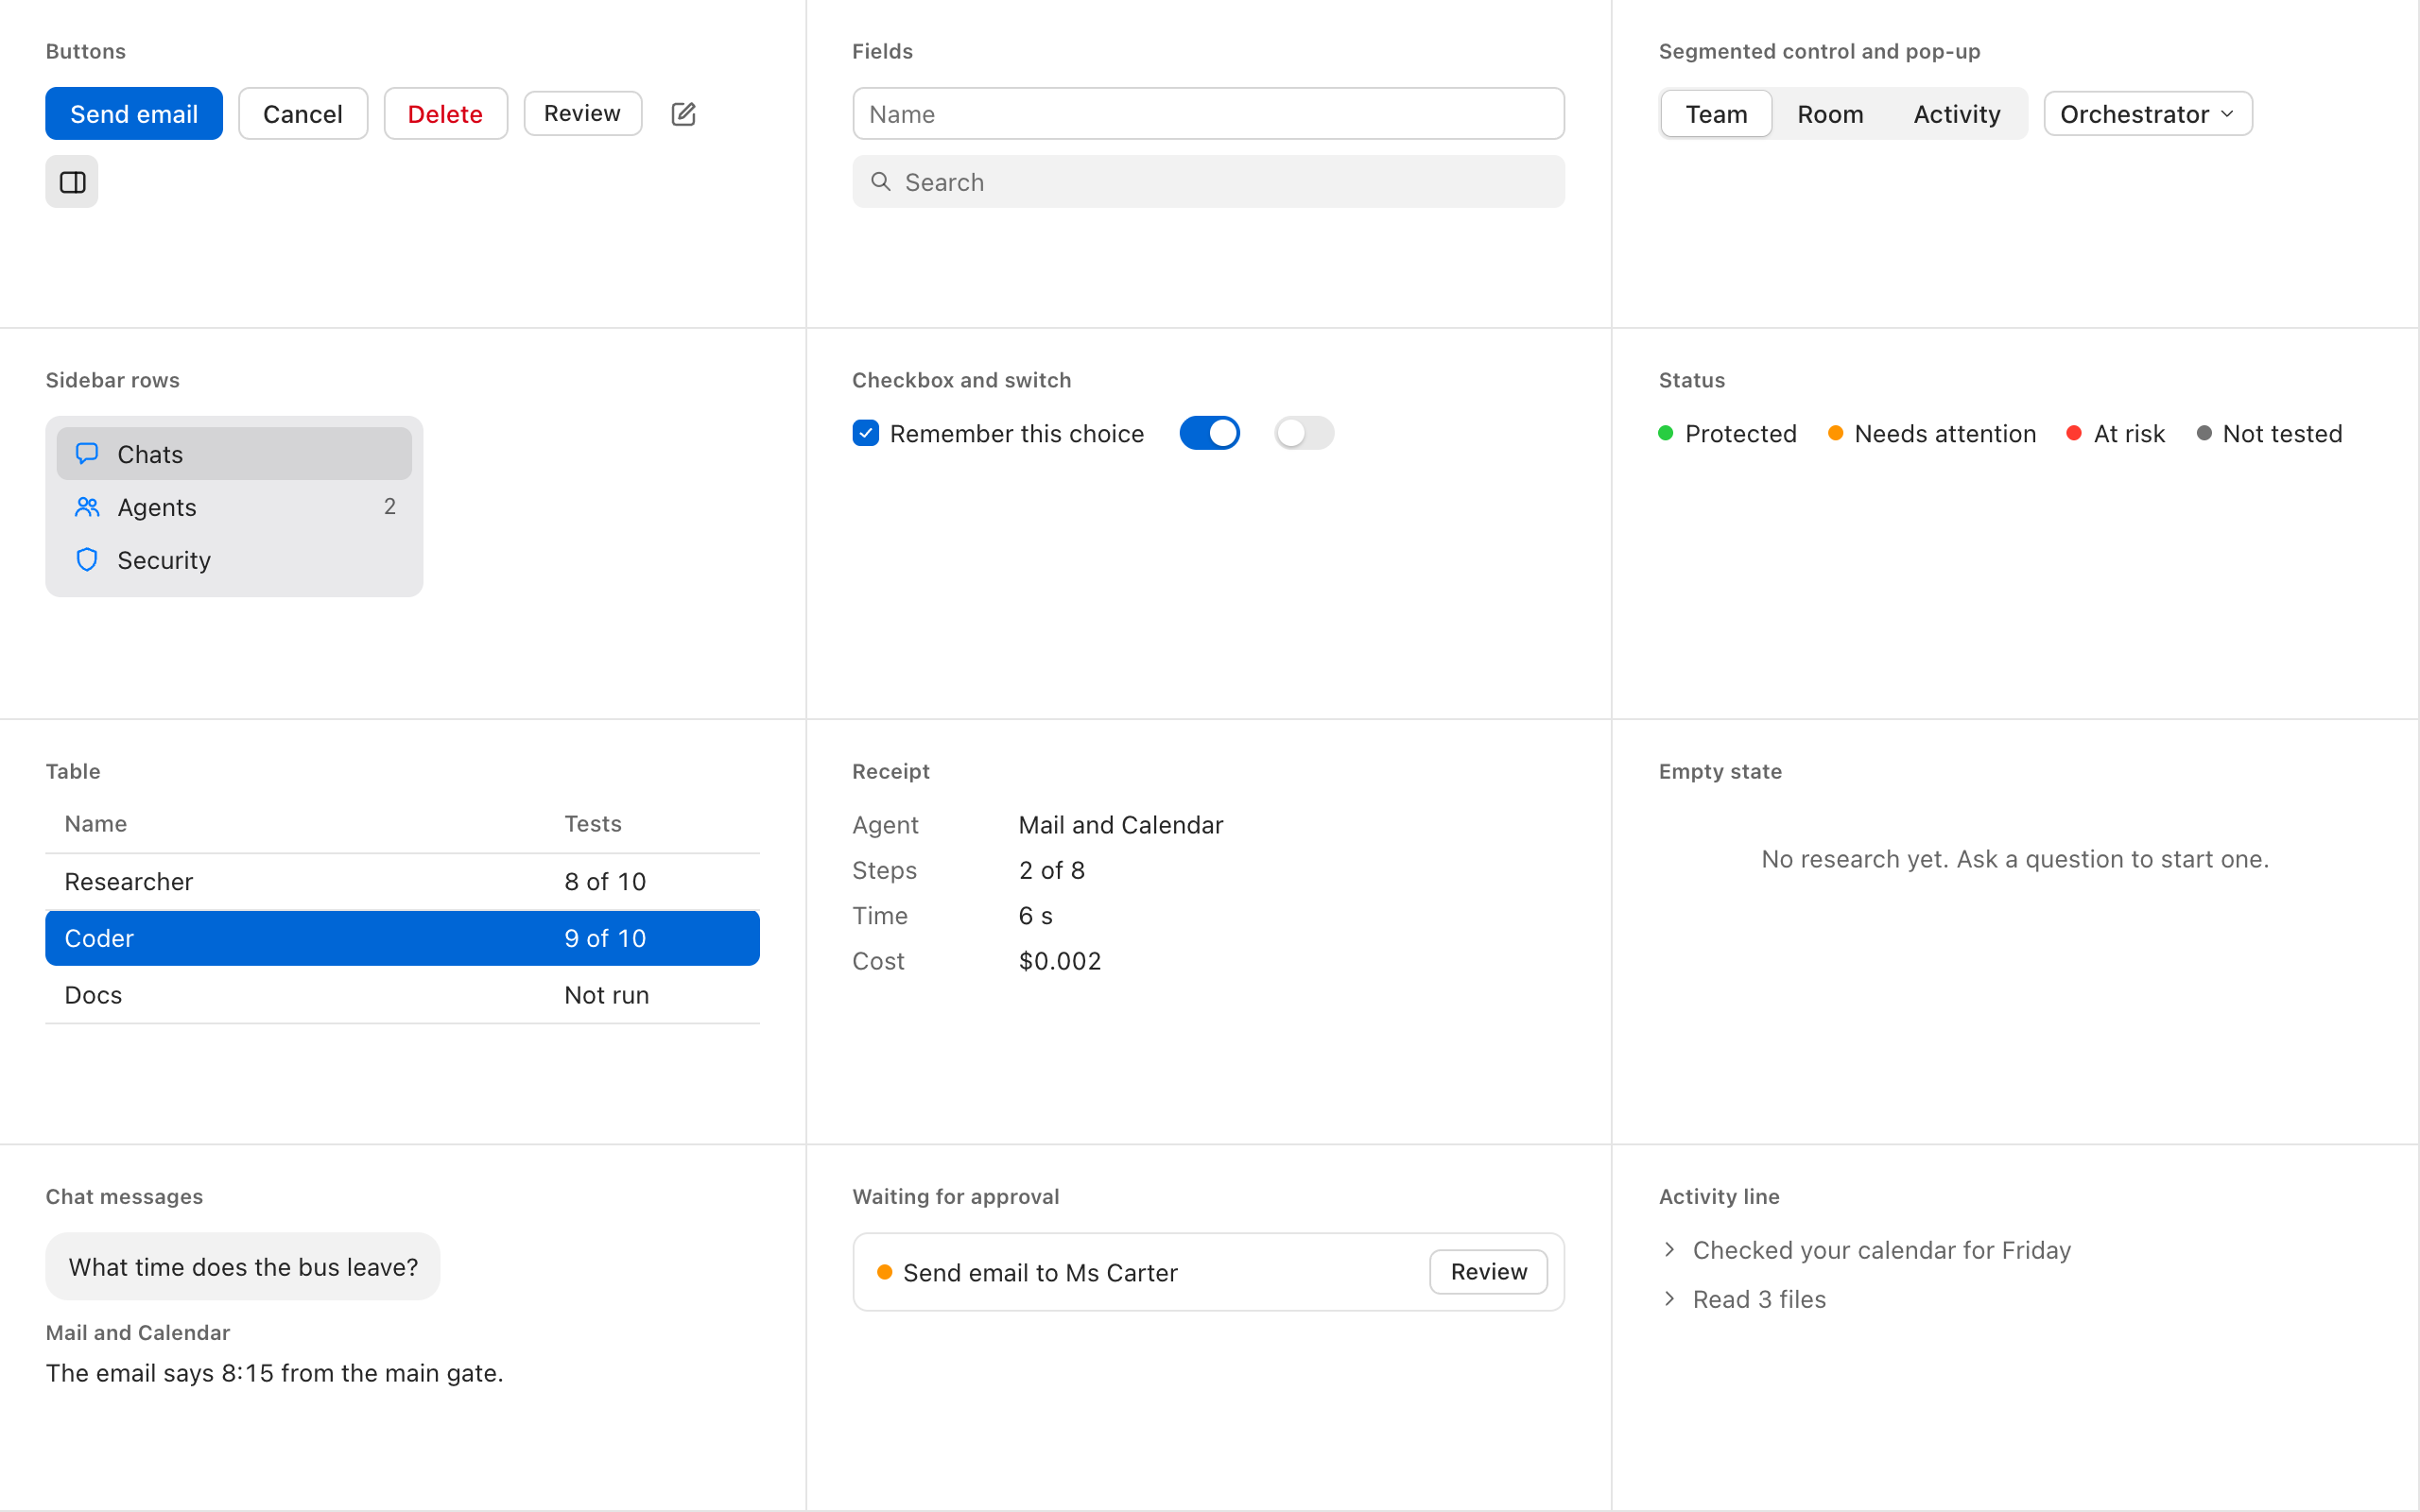 Buttons
Send email
Cancel
Delete
Review
Fields
Name
Search
Segmented control and pop-up
Team
Room
Activity
Orchestrator
Sidebar rows
Chats
Agents 2
Security
Checkbox and switch
Remember this choice
Status
Protected
Needs attention
At risk
Not tested
Table
Name Tests
Researcher 8 of 10
Coder 9 of 10
Docs Not run
Receipt
Agent Mail and Calendar
Steps 2 of 8
Time 6 s
Cost $0.002
Empty state
No research yet. Ask a question to start one.
Chat messages
What time does the bus leave?
Mail and Calendar
The email says 8:15 from the main gate.
Waiting for approval
Send email to Ms Carter
Review
Activity line
Checked your calendar for Friday
Read 3 files